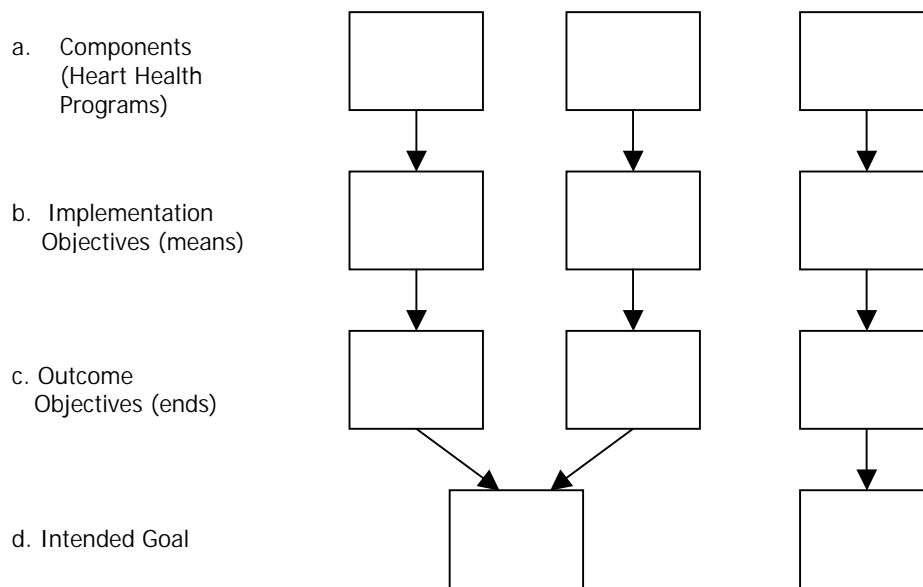 a. Components
(Heart Health
Programs)
b. Implementation
Objectives (means)
c. Outcome
Objectives (ends)
d. Intended Goal